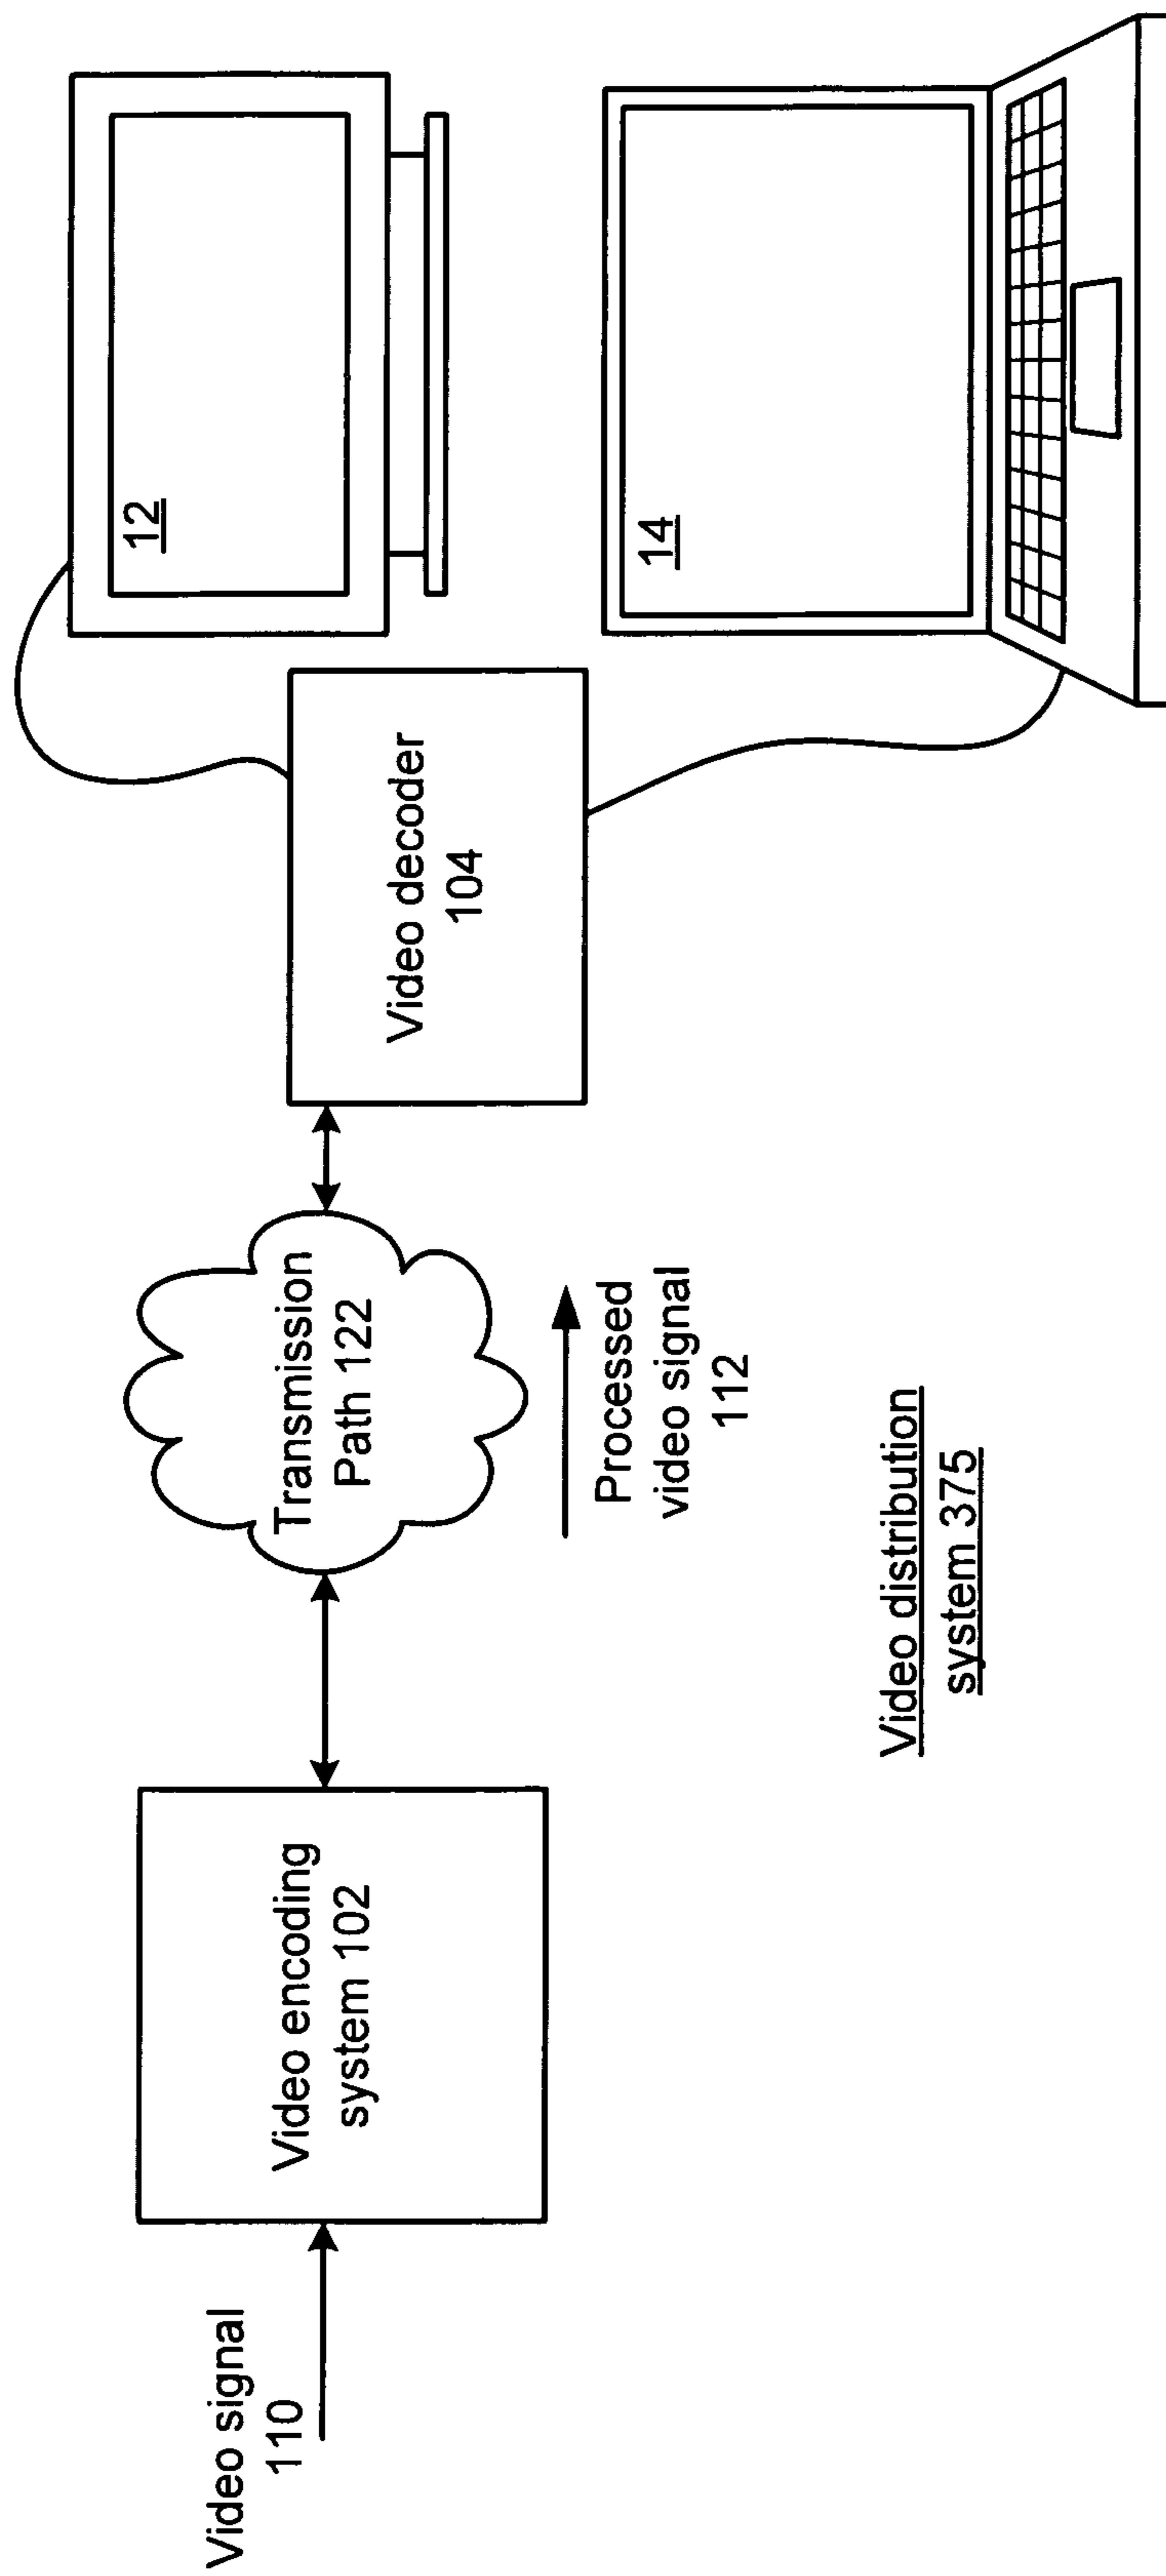 Video signal
110
Video encoding
system 102
Transmission
Path 122
Processed
video signal
112
Video decoder
104
12
14
Video distribution
system 375